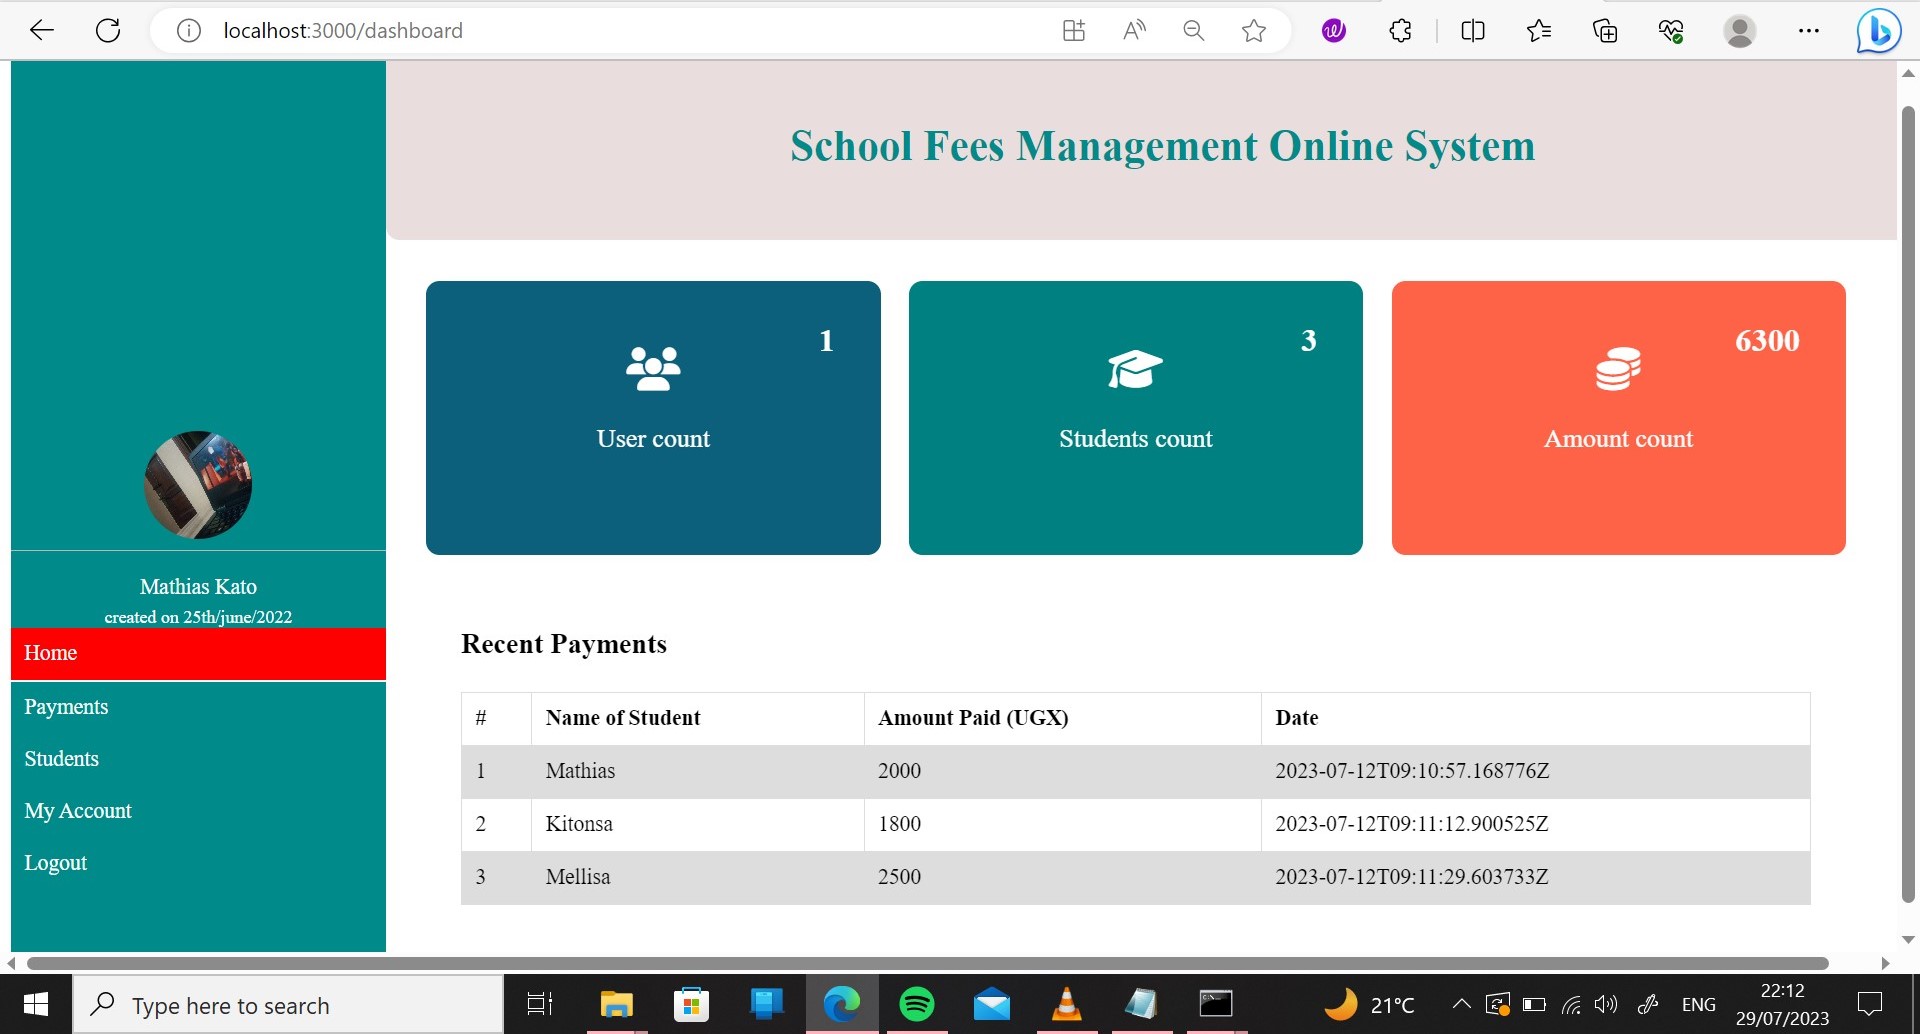 localhost:3000/dashboard
School Fees Management Online System
1
User count
3
Students count
6300
Amount count
Mathias Kato
created on 25th/june/2022
Home
Payments
Students
My Account
Logout
Recent Payments
# Name of Student Amount Paid (UGX) Date
1 Mathias 2000 2023-07-12T09:10:57.168776Z
2 Kitonsa 1800 2023-07-12T09:11:12.900525Z
3 Mellisa 2500 2023-07-12T09:11:29.603733Z
Type here to search
21°C
ENG
22:12
29/07/2023